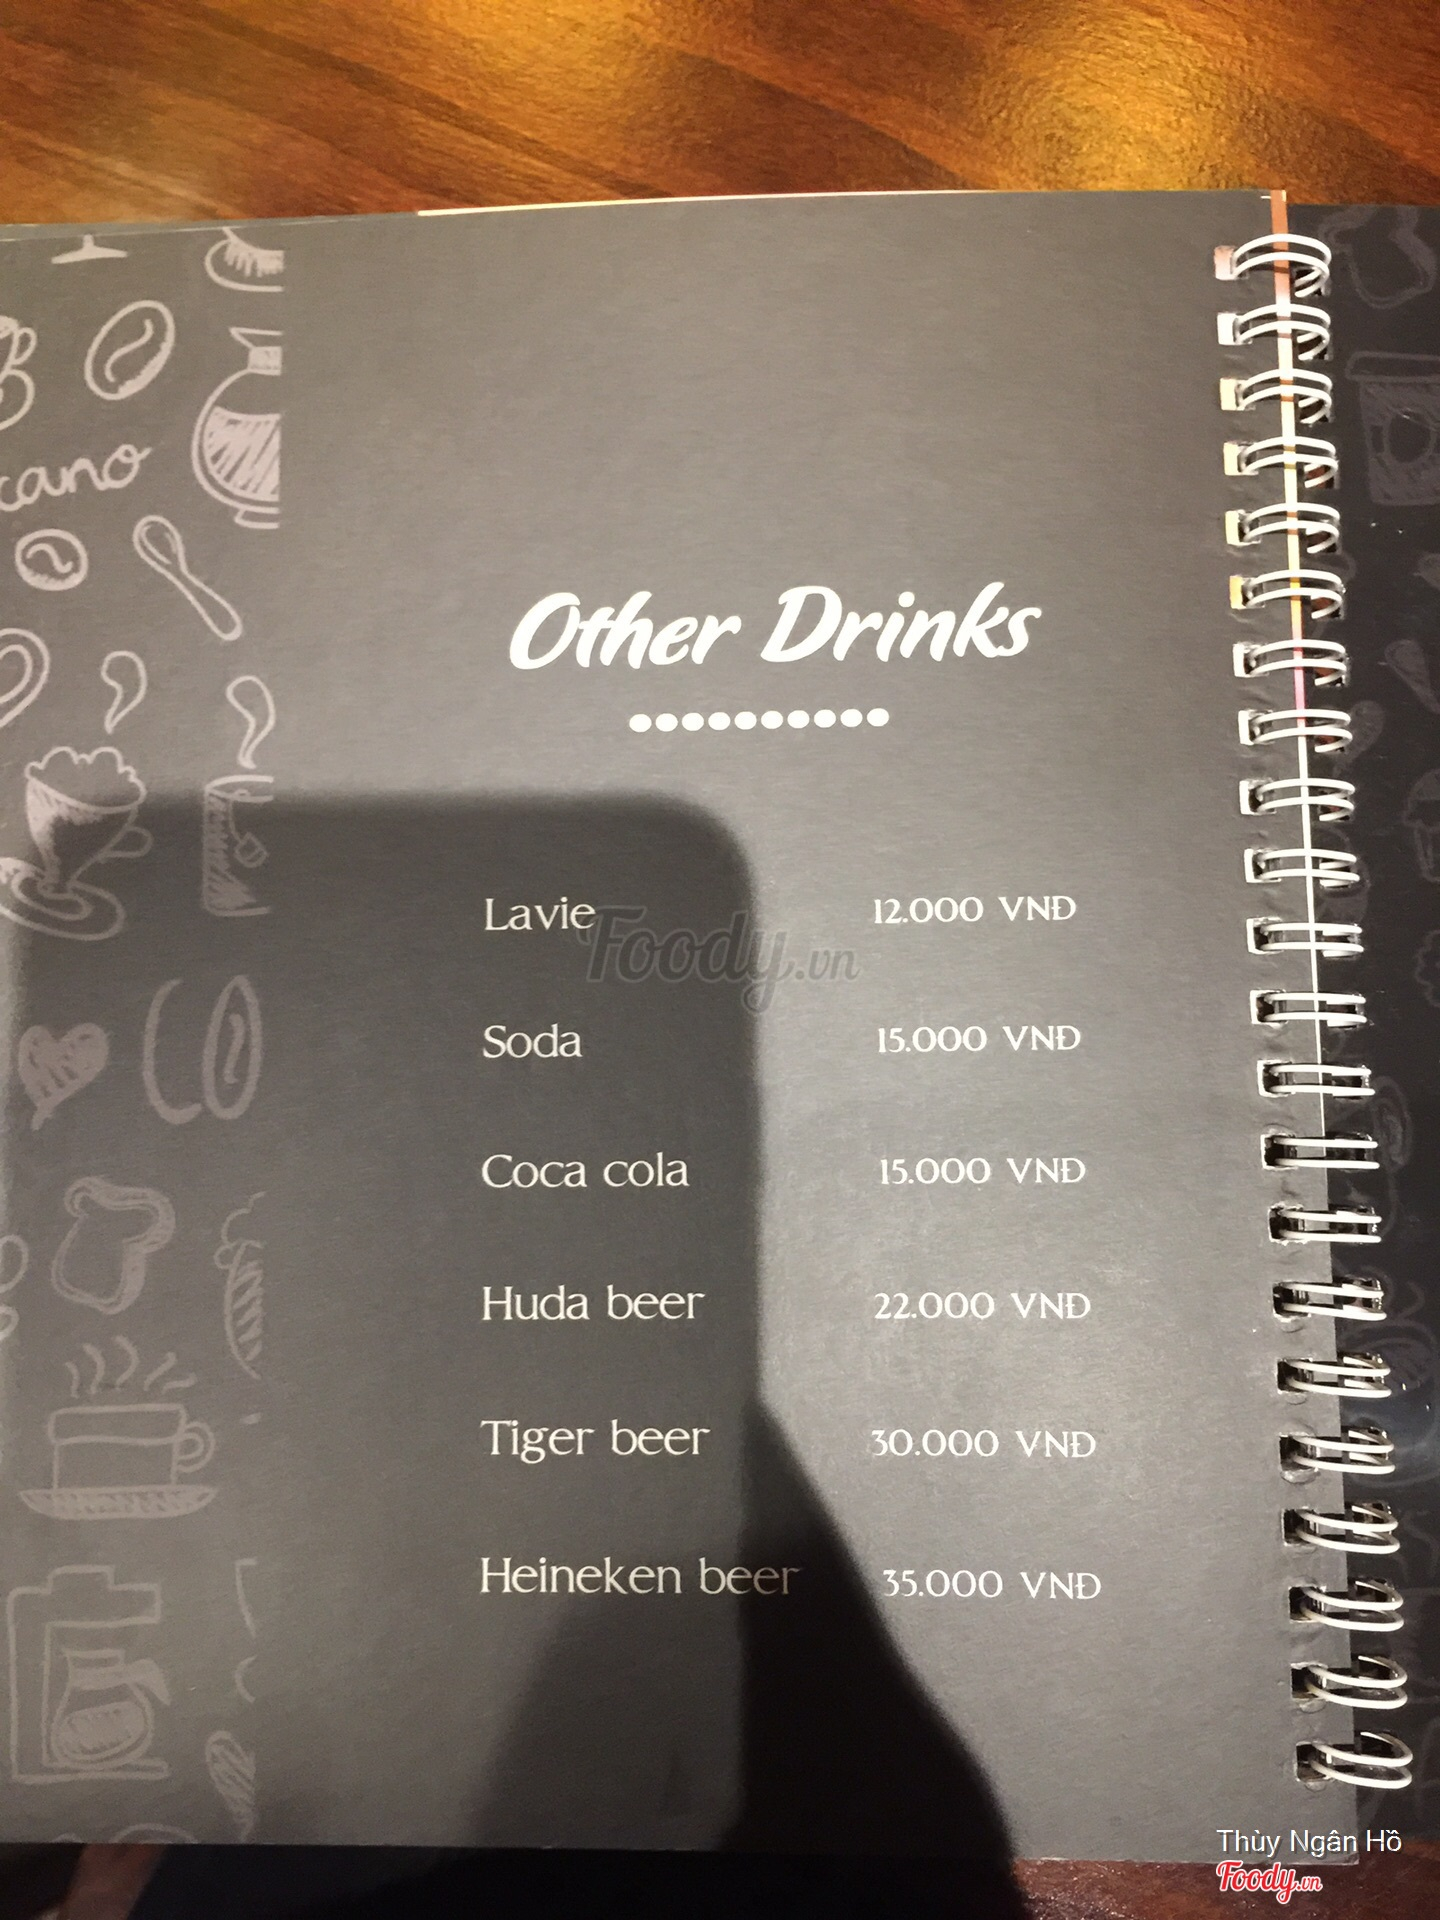 cano
Other Drinks
Lavie 12.000 VNĐ
Foody.vn
Soda 15.000 VNĐ
Coca cola 15.000 VNĐ
Huda beer 22.000 VNĐ
Tiger beer 30.000 VNĐ
Heineken beer 35.000 VNĐ
Thùy Ngân Hồ
Foody.vn